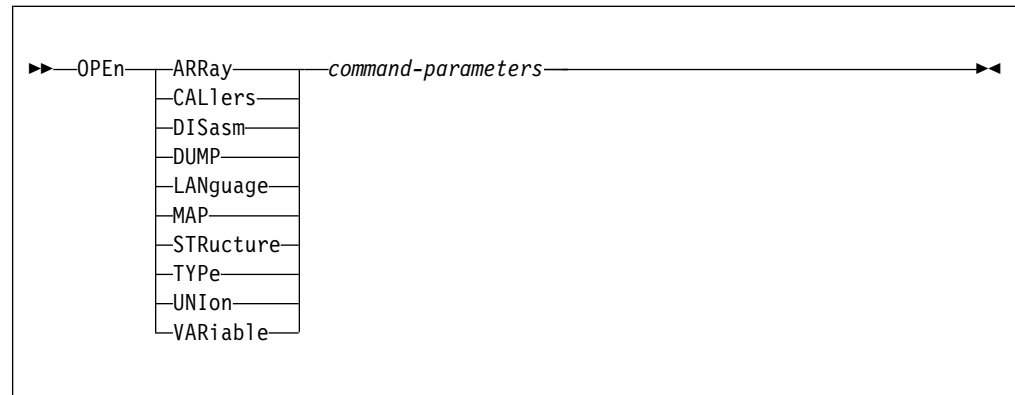 OPEn ARRay command-parameters
CALlers
DISasm
DUMP
LANguage
MAP
STRucture
TYPe
UNIon
VARiable